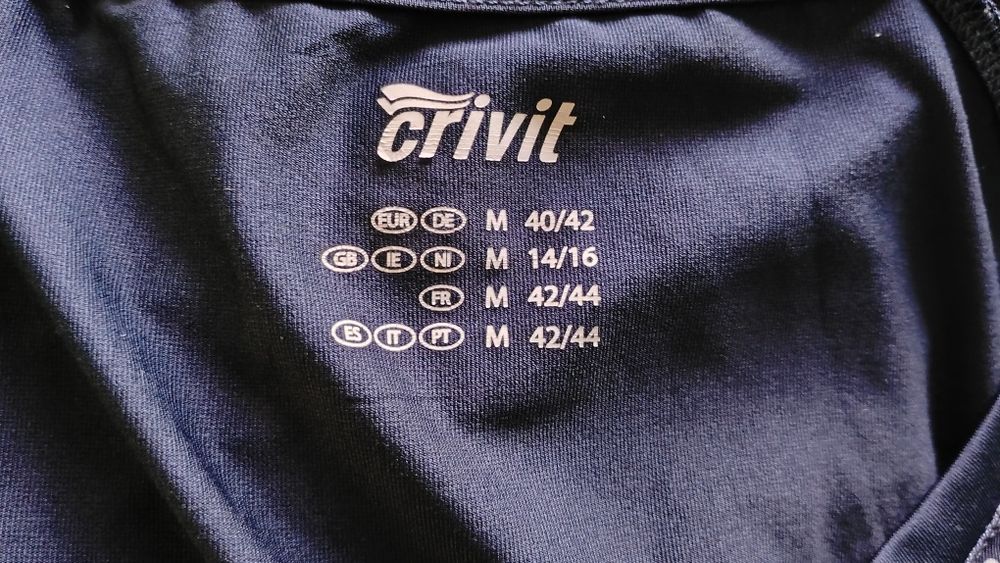 crivit
EUR DE M 40/42
GB IE NI M 14/16
FR M 42/44
ES IT PT M 42/44